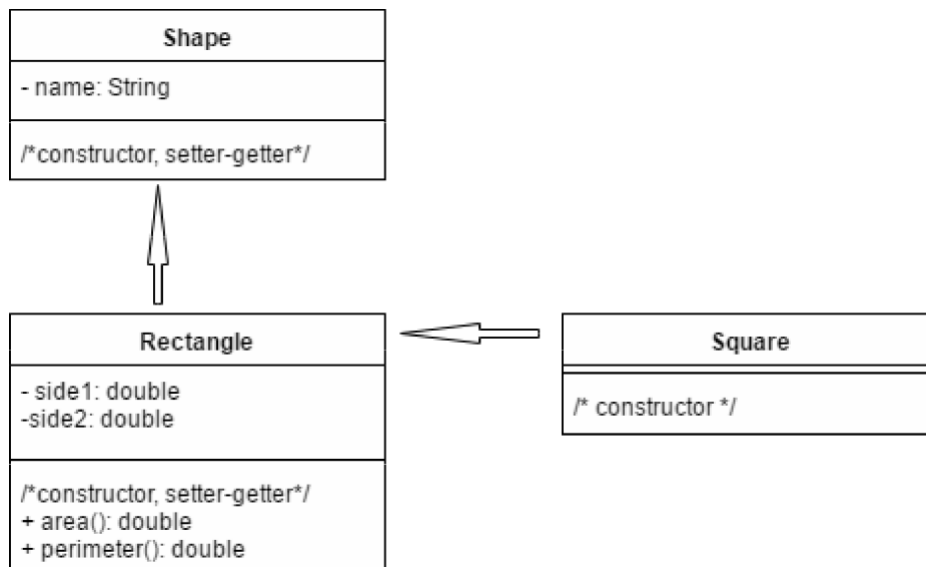 Shape
- name: String
/*constructor, setter-getter*/
Rectangle
- side1: double
-side2: double
/*constructor, setter-getter*/
+ area(): double
+ perimeter(): double
Square
/* constructor */